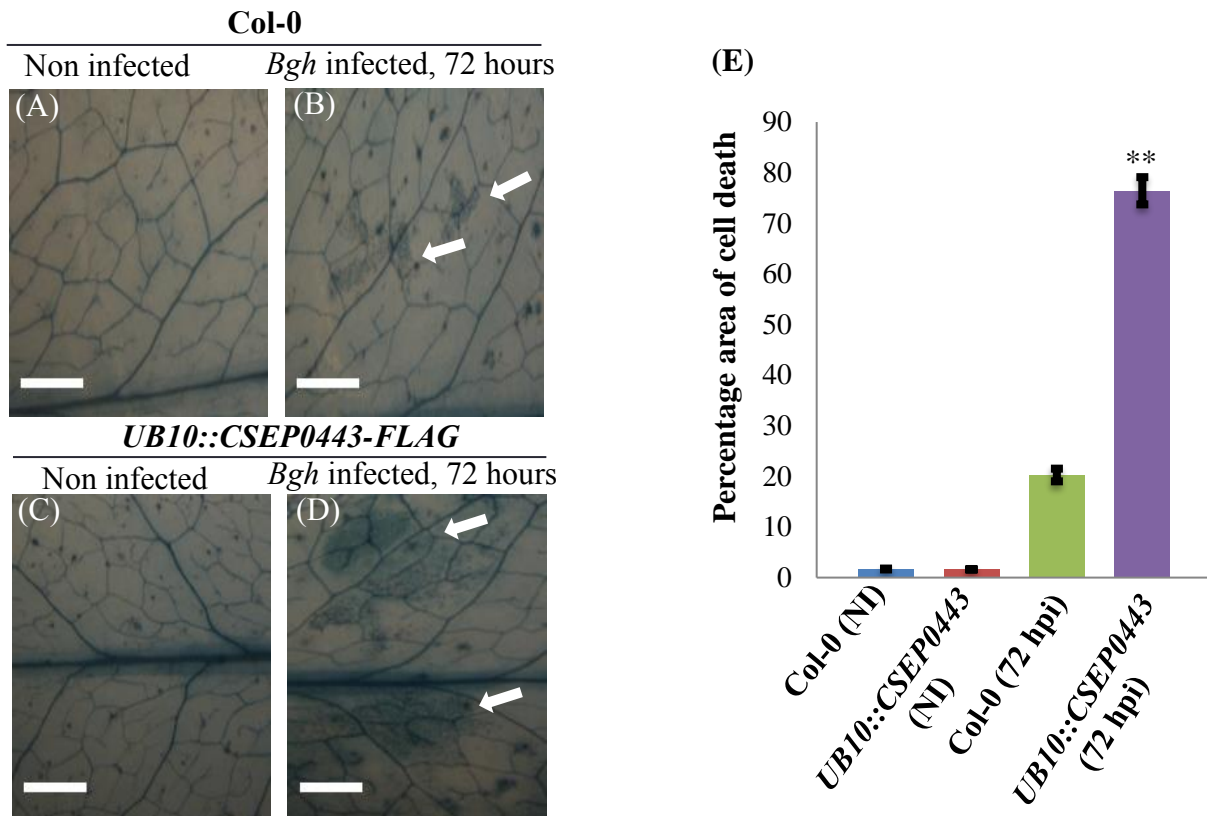 Col-0
Non infected
Bgh infected, 72 hours
(A)
(B)
UB10::CSEP0443-FLAG
Non infected
Bgh infected, 72 hours
(C)
(D)
(E)
Percentage area of cell death
90
80
70
60
50
40
30
20
10
0
**
Col-0 (NI)
UB10::CSEP0443
(NI)
Col-0 (72 hpi)
UB10::CSEP0443
(72 hpi)